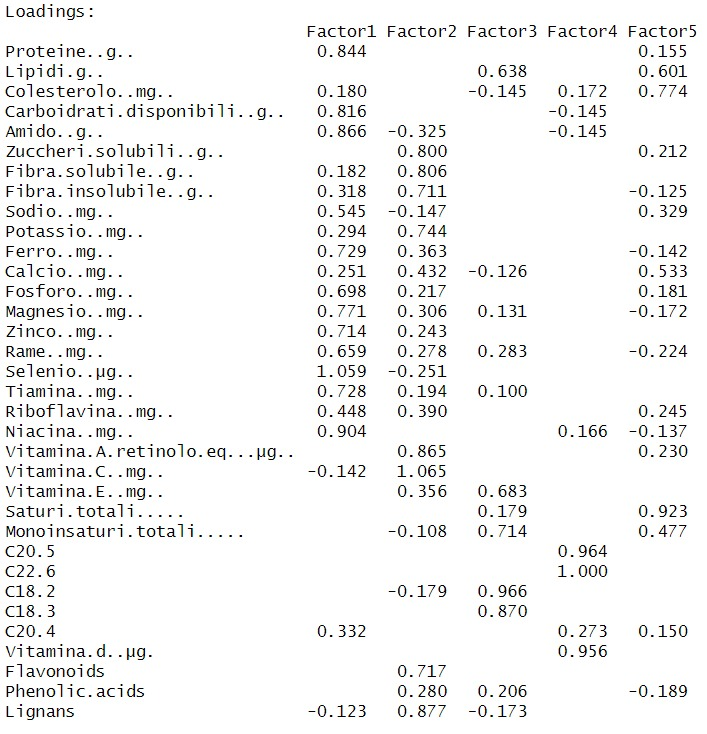 Loadings:
Factor1 Factor2 Factor3 Factor4 Factor5
Proteine..g.. 0.844 0.155
Lipidi.g.. 0.638 0.601
Colesterolo..mg.. 0.180 -0.145 0.172 0.774
Carboidrati.disponibili..g.. 0.816 -0.145
Amido..g.. 0.866 -0.325 -0.145
Zuccheri.solubili..g.. 0.800 0.212
Fibra.solubile..g.. 0.182 0.806
Fibra.insolubile..g.. 0.318 0.711 -0.125
Sodio..mg.. 0.545 -0.147 0.329
Potassio..mg.. 0.294 0.744
Ferro..mg.. 0.729 0.363 -0.142
Calcio..mg.. 0.251 0.432 -0.126 0.533
Fosforo..mg.. 0.698 0.217 0.181
Magnesio..mg.. 0.771 0.306 0.131 -0.172
Zinco..mg.. 0.714 0.243
Rame..mg.. 0.659 0.278 0.283 -0.224
Selenio..µg.. 1.059 -0.251
Tiamina..mg.. 0.728 0.194 0.100
Riboflavina..mg.. 0.448 0.390 0.245
Niacina..mg.. 0.904 0.166 -0.137
Vitamina.A.retinolo.eq...µg.. 0.865 0.230
Vitamina.C..mg.. -0.142 1.065
Vitamina.E..mg.. 0.356 0.683
Saturi.totali..... 0.179 0.923
Monoinsaturi.totali..... -0.108 0.714 0.477
C20.5 0.964
C22.6 1.000
C18.2 -0.179 0.966
C18.3 0.870
C20.4 0.332 0.273 0.150
Vitamina.d..µg. 0.956
Flavonoids 0.717
Phenolic.acids 0.280 0.206 -0.189
Lignans -0.123 0.877 -0.173